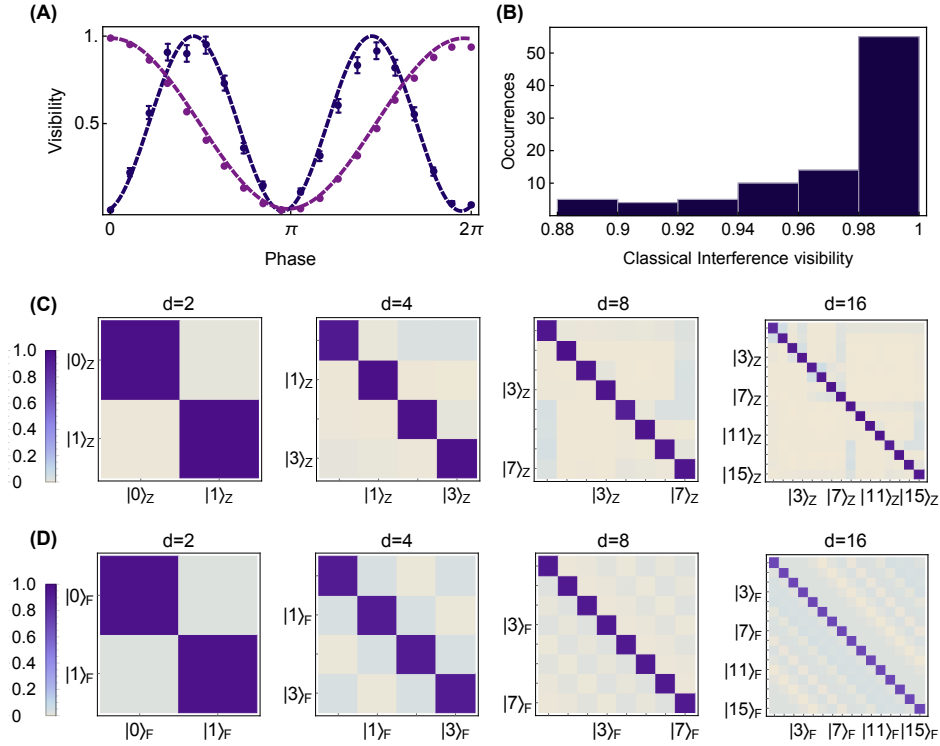 (A)
(B)
Visibility
1.
0.5
0
π
2π
Phase
Occurrences
50
40
30
20
10
0.88
0.9
0.92
0.94
0.96
0.98
1
Classical Interference visibility
(C)
d=2
d=4
d=8
d=16
1.0
0.8
0.6
0.4
0.2
0
|0⟩Z
|1⟩Z
|0⟩Z |1⟩Z
|1⟩Z
|3⟩Z
|1⟩Z |3⟩Z
|3⟩Z
|7⟩Z
|3⟩Z |7⟩Z
|3⟩Z
|7⟩Z
|11⟩Z
|15⟩Z
|3⟩Z |7⟩Z |11⟩Z |15⟩Z
(D)
d=2
d=4
d=8
d=16
1.0
0.8
0.6
0.4
0.2
0
|0⟩F
|1⟩F
|0⟩F |1⟩F
|1⟩F
|3⟩F
|1⟩F |3⟩F
|3⟩F
|7⟩F
|3⟩F |7⟩F
|3⟩F
|7⟩F
|11⟩F
|15⟩F
|3⟩F |7⟩F |11⟩F |15⟩F